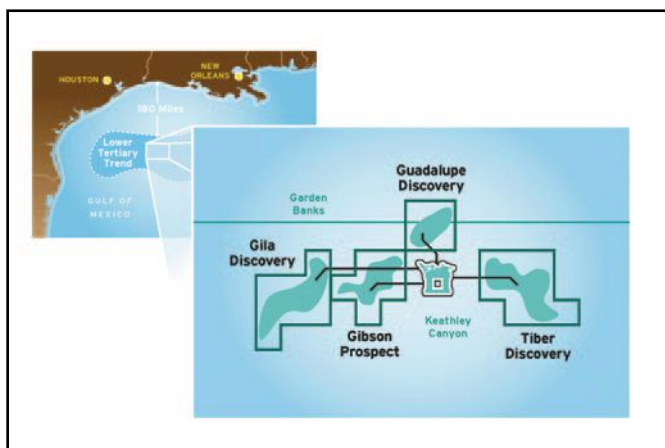 HOUSTON
NEW
ORLEANS
180 Miles
Lower
Tertiary
Trend
GULF OF
MEXICO
Guadalupe
Discovery
Garden
Banks
Gila
Discovery
Gibson
Prospect
Keathley
Canyon
Tiber
Discovery